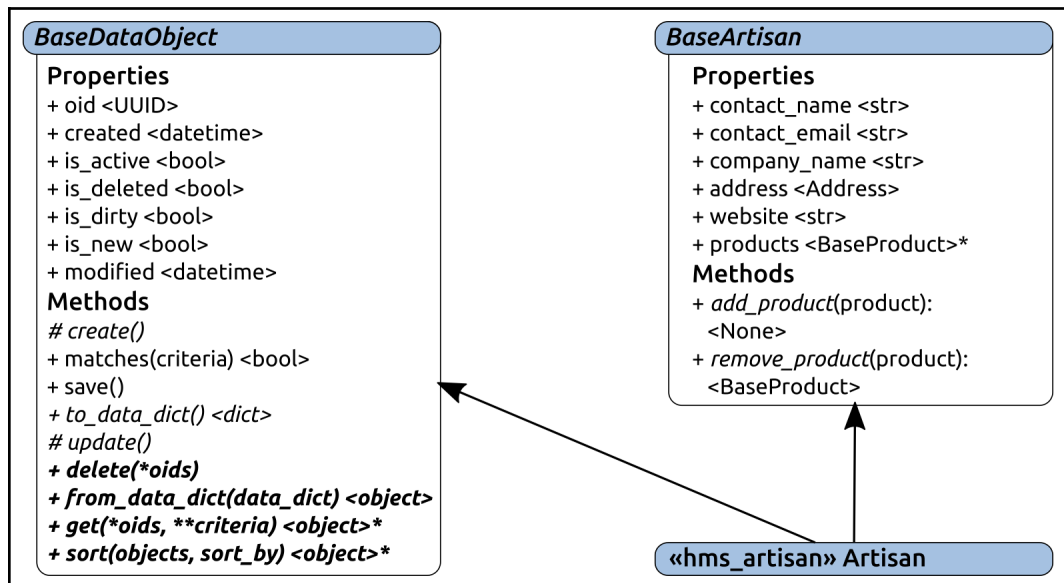 BaseDataObject
Properties
+ oid <UUID>
+ created <datetime>
+ is_active <bool>
+ is_deleted <bool>
+ is_dirty <bool>
+ is_new <bool>
+ modified <datetime>
Methods
# create()
+ matches(criteria) <bool>
+ save()
+ to_data_dict() <dict>
# update()
+ delete(*oids)
+ from_data_dict(data_dict) <object>
+ get(*oids, **criteria) <object>*
+ sort(objects, sort_by) <object>*
BaseArtisan
Properties
+ contact_name <str>
+ contact_email <str>
+ company_name <str>
+ address <Address>
+ website <str>
+ products <BaseProduct>*
Methods
+ add_product(product):
<None>
+ remove_product(product):
<BaseProduct>
«hms_artisan» Artisan